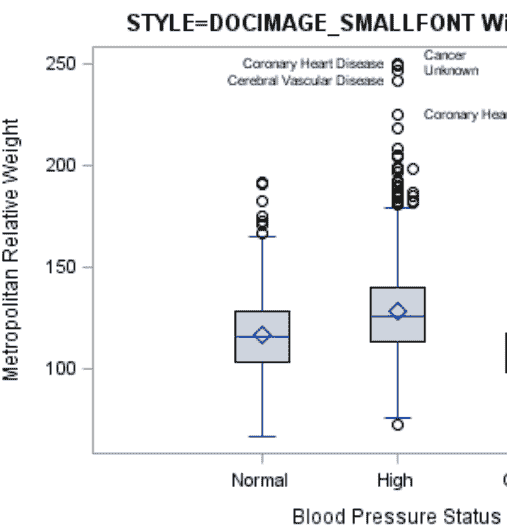 STYLE=DOCIMAGE_SMALLFONT
250
Coronary Heart Disease
Cancer
Unknown
Cerebral Vascular Disease
Coronary
200
150
100
Metropolitan Relative Weight
Normal
High
Blood Pressure Status